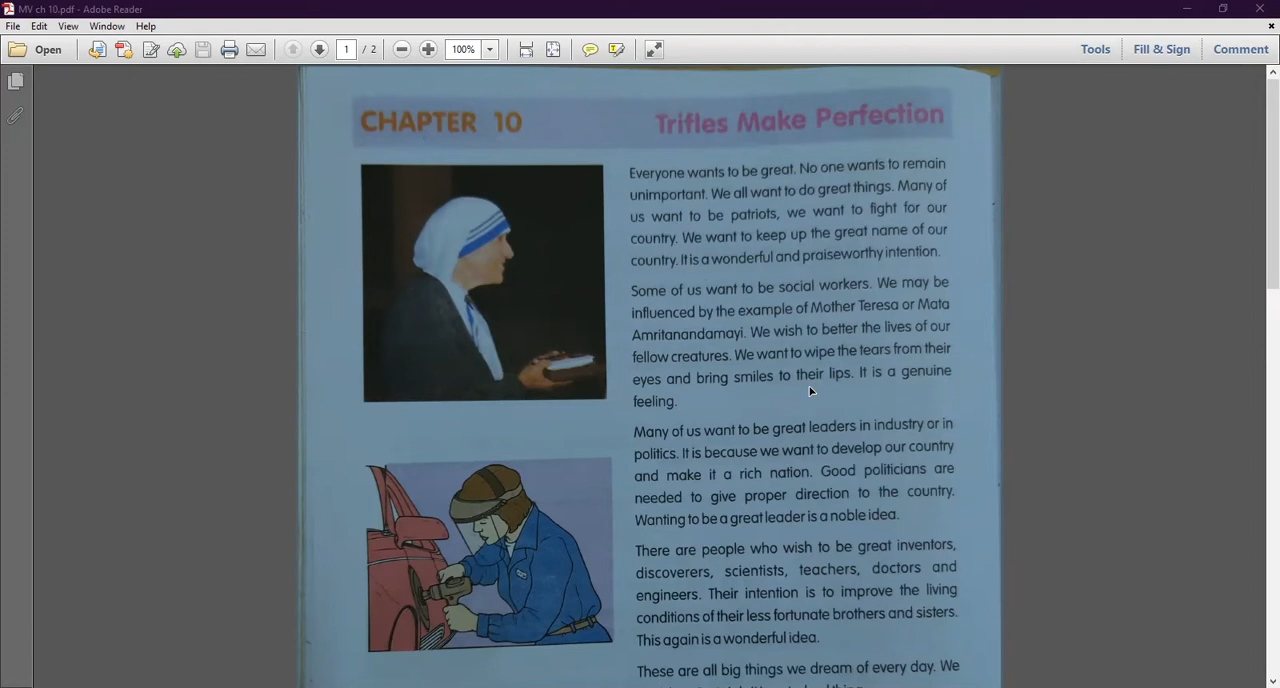 MV ch 10.pdf - Adobe Reader
File Edit View Window Help
Open 1 / 2 100% Tools Fill & Sign Comment
CHAPTER 10 Trifles Make Perfection
Everyone wants to be great. No one wants to remain
unimportant. We all want to do great things. Many of
us want to be patriots, we want to fight for our
country. We want to keep up the great name of our
country. It is a wonderful and praiseworthy intention.
Some of us want to be social workers. We may be
influenced by the example of Mother Teresa or Mata
Amritanandamayi. We wish to better the lives of our
fellow creatures. We want to wipe the tears from their
eyes and bring smiles to their lips. It is a genuine
feeling.
Many of us want to be great leaders in industry or in
politics. It is because we want to develop our country
and make it a rich nation. Good politicians are
needed to give proper direction to the country.
Wanting to be a great leader is a noble idea.
There are people who wish to be great inventors,
discoverers, scientists, teachers, doctors and
engineers. Their intention is to improve the living
conditions of their less fortunate brothers and sisters.
This again is a wonderful idea.
These are all big things we dream of every day. We